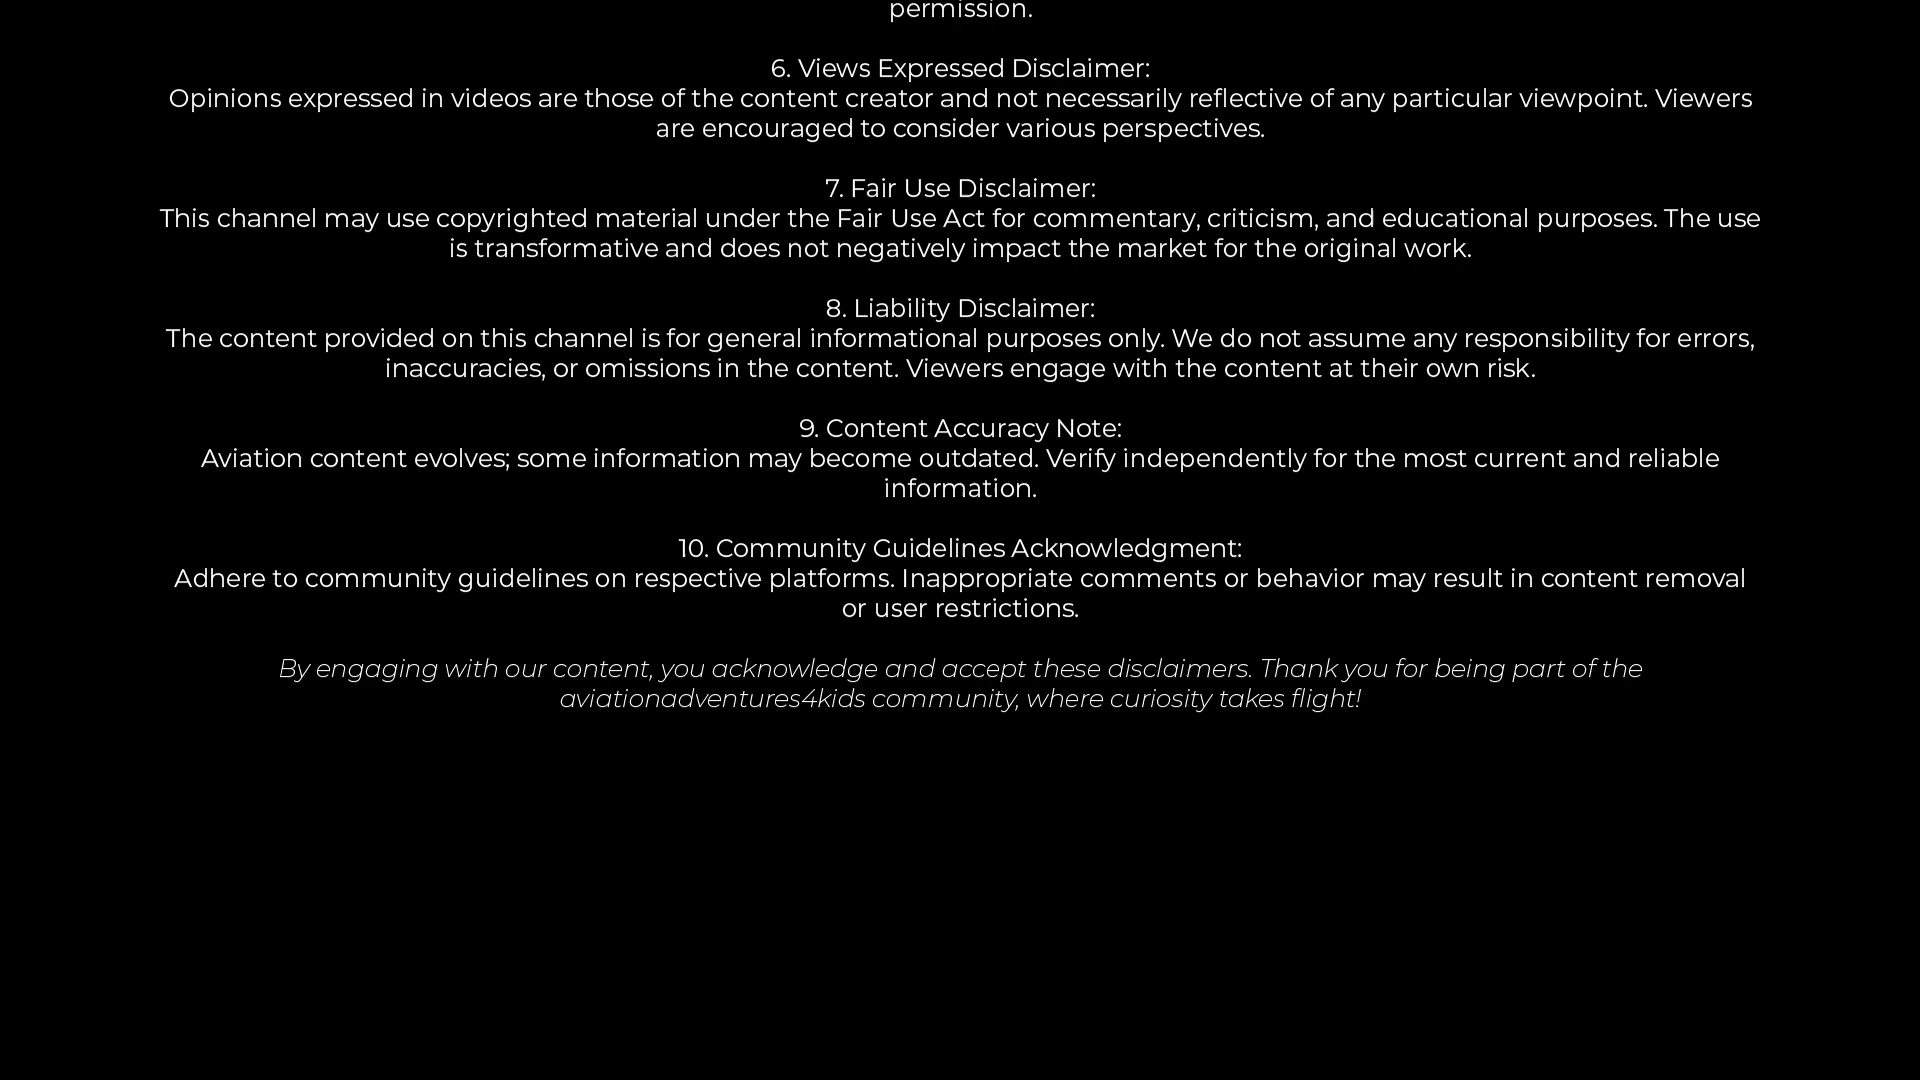 permission.
6. Views Expressed Disclaimer:
Opinions expressed in videos are those of the content creator and not necessarily reflective of any particular viewpoint. Viewers
are encouraged to consider various perspectives.
7. Fair Use Disclaimer:
This channel may use copyrighted material under the Fair Use Act for commentary, criticism, and educational purposes. The use
is transformative and does not negatively impact the market for the original work.
8. Liability Disclaimer:
The content provided on this channel is for general informational purposes only. We do not assume any responsibility for errors,
inaccuracies, or omissions in the content. Viewers engage with the content at their own risk.
9. Content Accuracy Note:
Aviation content evolves; some information may become outdated. Verify independently for the most current and reliable
information.
10. Community Guidelines Acknowledgment:
Adhere to community guidelines on respective platforms. Inappropriate comments or behavior may result in content removal
or user restrictions.
By engaging with our content, you acknowledge and accept these disclaimers. Thank you for being part of the
aviationadventures4kids community, where curiosity takes flight!